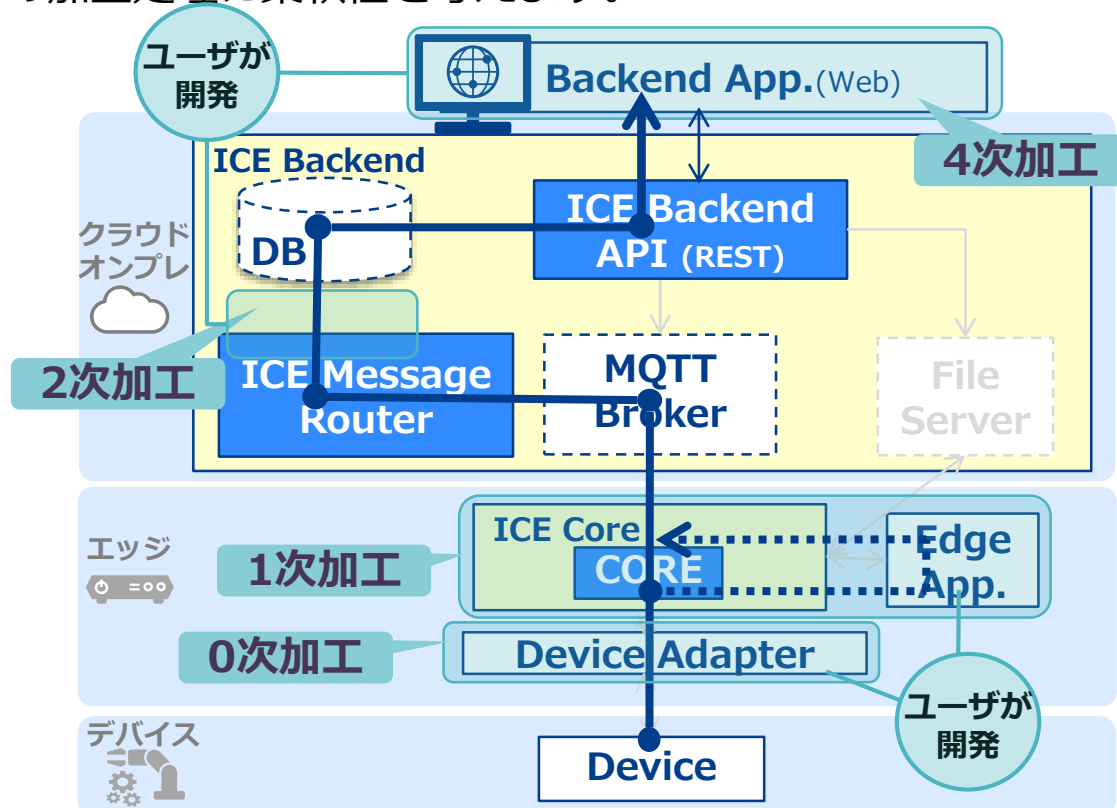 ユーザが
開発
Backend App.(Web)
4次加工
ICE Backend
クラウド
オンプレ
DB
ICE Backend
API (REST)
2次加工
ICE Message
Router
MQTT
Broker
File
Server
エッジ
1次加工
ICE Core
CORE
Edge
App.
0次加工
Device Adapter
ユーザが
開発
デバイス
Device